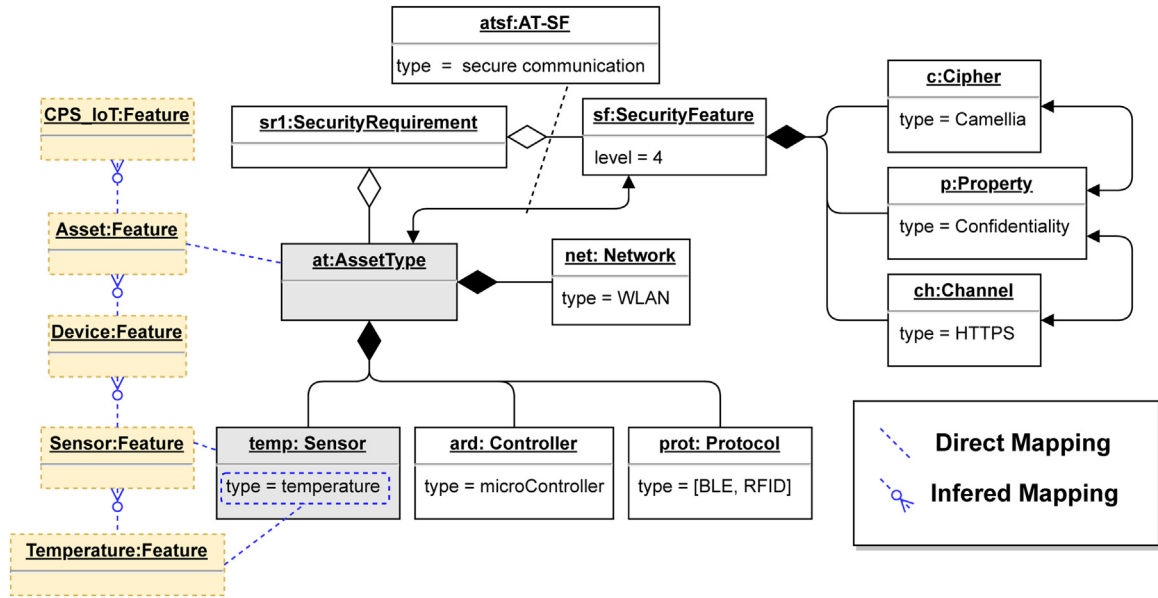 atsf:AT-SF
type = secure communication
CPS_IoT:Feature
sr1:SecurityRequirement
sf:SecurityFeature
level = 4
c:Cipher
type = Camellia
p:Property
type = Confidentiality
Asset:Feature
at:AssetType
net: Network
type = WLAN
ch:Channel
type = HTTPS
Device:Feature
Sensor:Feature
temp: Sensor
type = temperature
ard: Controller
type = microController
prot: Protocol
type = [BLE, RFID]
Temperature:Feature
Direct Mapping
Infered Mapping